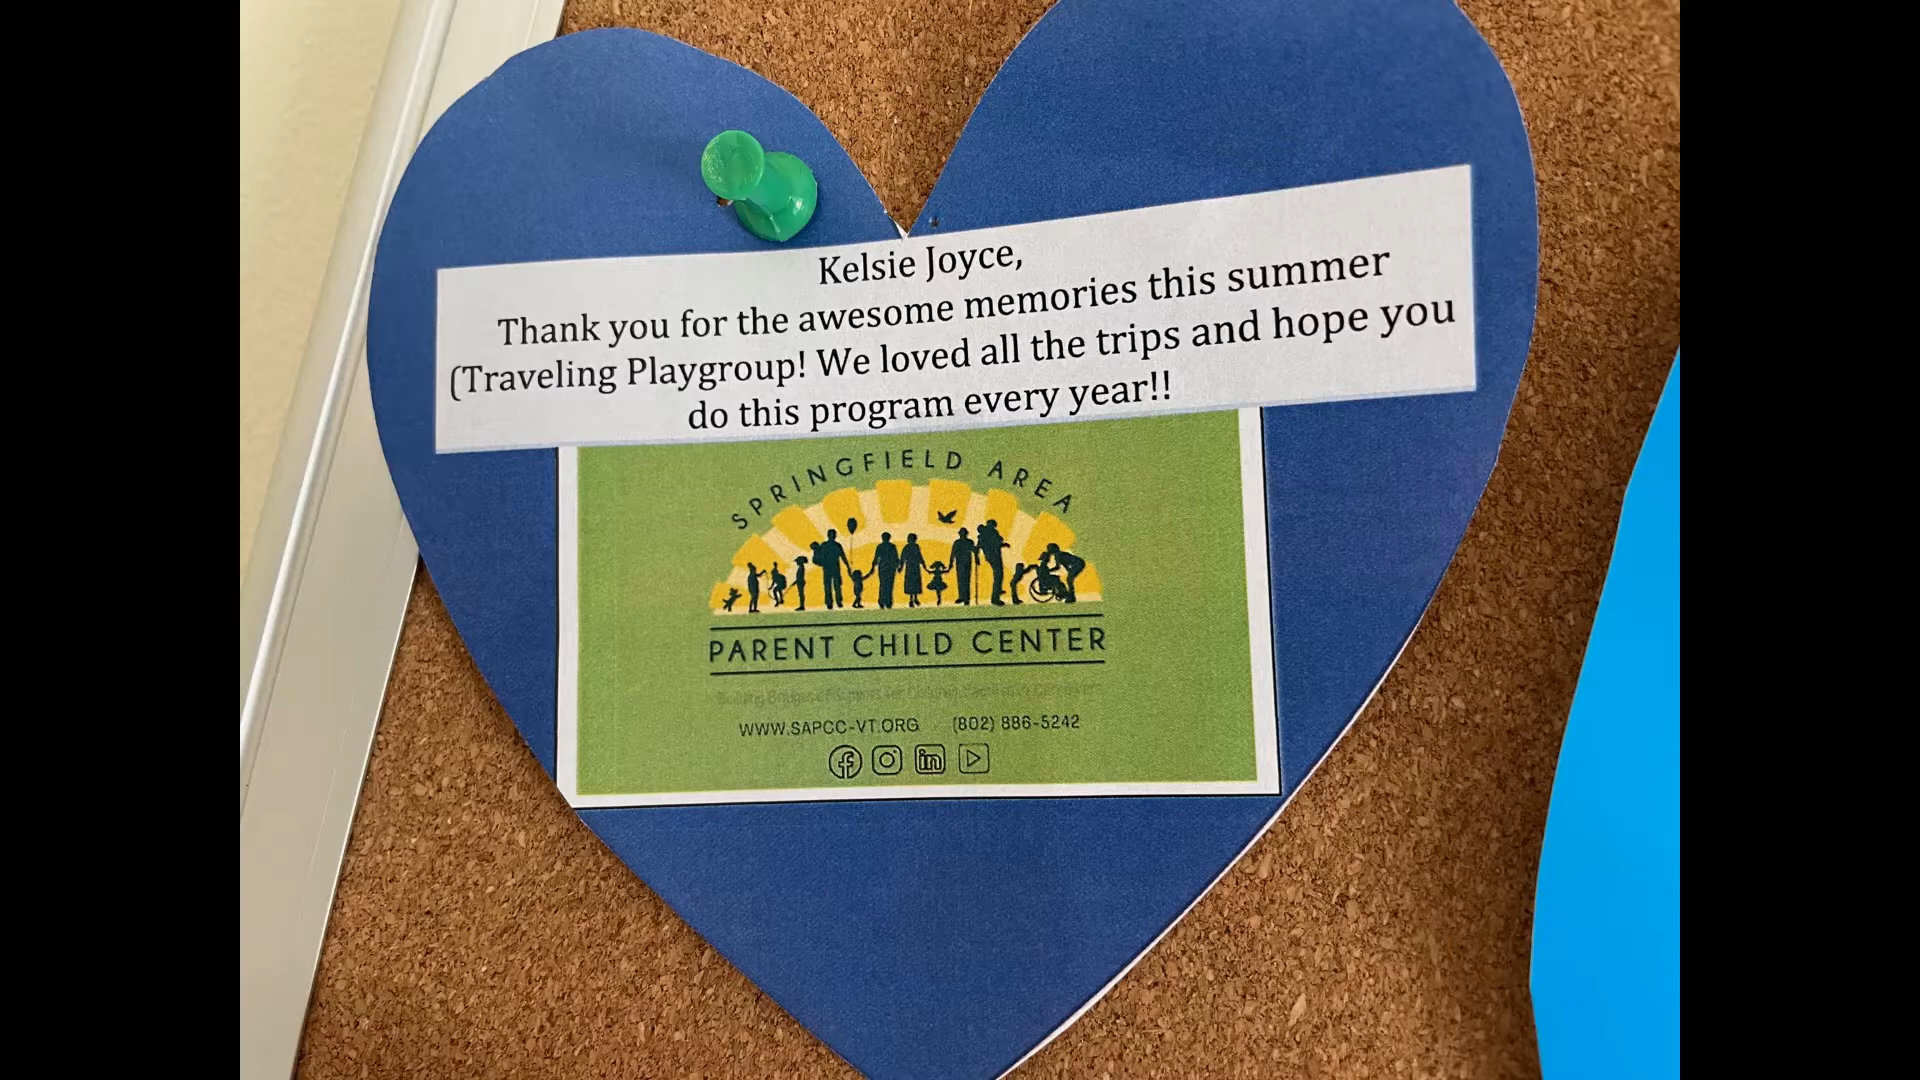 Kelsie Joyce,
Thank you for the awesome memories this summer
(Traveling Playgroup! We loved all the trips and hope you
do this program every year!!
SPRINGFIELD AREA
PARENT CHILD CENTER
WWW.SAPCC-VT.ORG (802) 886-5242